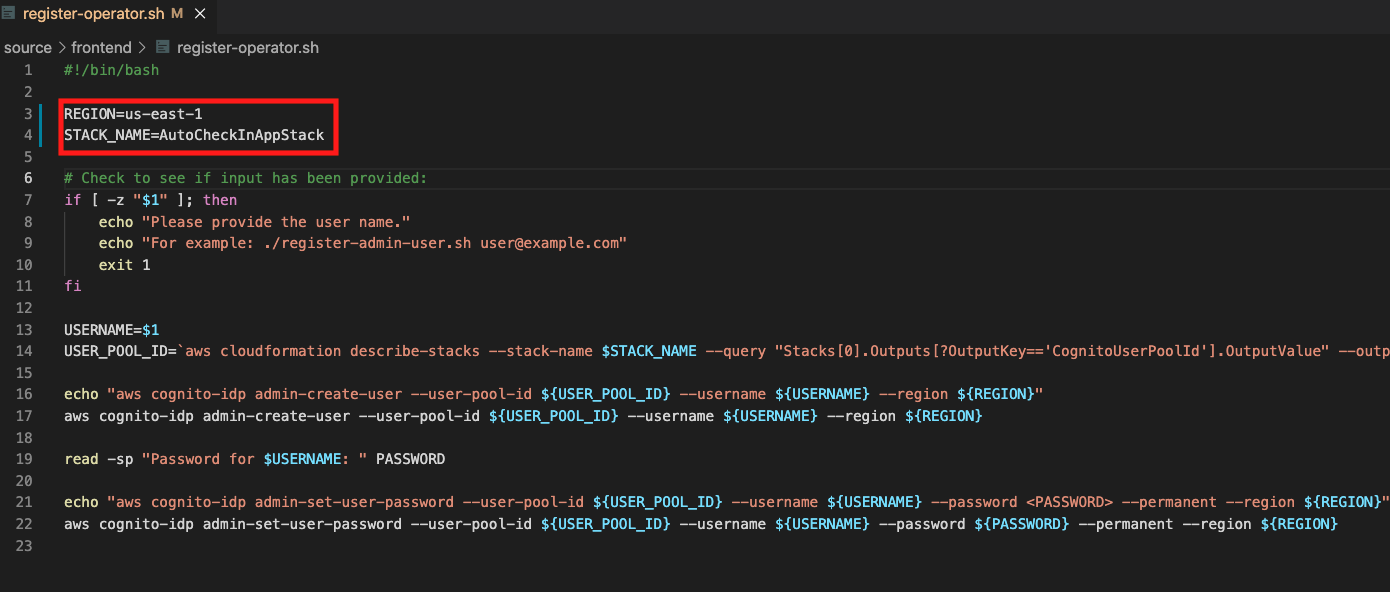 register-operator.sh M ×
source > frontend > register-operator.sh
1 #!/bin/bash
2
3 REGION=us-east-1
4 STACK_NAME=AutoCheckInAppStack
5
6 # Check to see if input has been provided:
7 if [ -z "$1" ]; then
8     echo "Please provide the user name."
9     echo "For example: ./register-admin-user.sh user@example.com"
10     exit 1
11 fi
12
13 USERNAME=$1
14 USER_POOL_ID=`aws cloudformation describe-stacks --stack-name $STACK_NAME --query "Stacks[0].Outputs[?OutputKey=='CognitoUserPoolId'].OutputValue" --outp
15
16 echo "aws cognito-idp admin-create-user --user-pool-id ${USER_POOL_ID} --username ${USERNAME} --region ${REGION}"
17 aws cognito-idp admin-create-user --user-pool-id ${USER_POOL_ID} --username ${USERNAME} --region ${REGION}
18
19 read -sp "Password for $USERNAME: " PASSWORD
20
21 echo "aws cognito-idp admin-set-user-password --user-pool-id ${USER_POOL_ID} --username ${USERNAME} --password <PASSWORD> --permanent --region ${REGION}"
22 aws cognito-idp admin-set-user-password --user-pool-id ${USER_POOL_ID} --username ${USERNAME} --password ${PASSWORD} --permanent --region ${REGION}
23